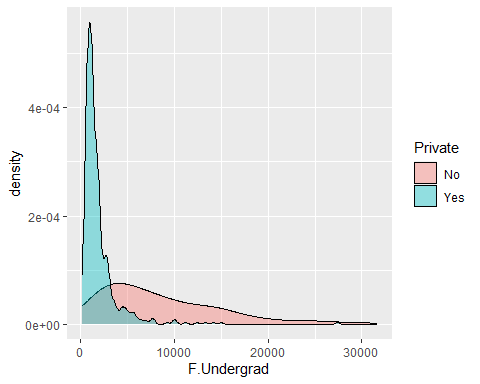 4e-04
2e-04
0e+00
density
0
10000
20000
30000
F.Undergrad
Private
No
Yes